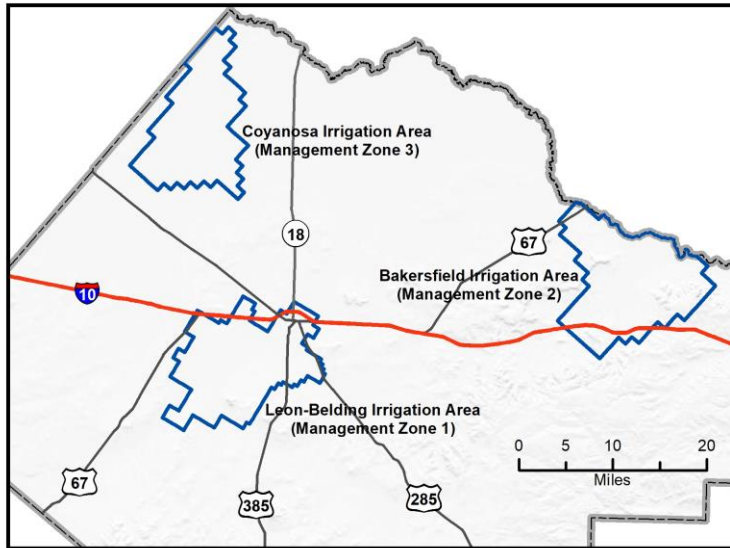 Coyanosa Irrigation Area
(Management Zone 3)
18
67
Bakersfield Irrigation Area
(Management Zone 2)
10
Leon-Belding Irrigation Area
(Management Zone 1)
67
385
285
0 5 10 20
Miles